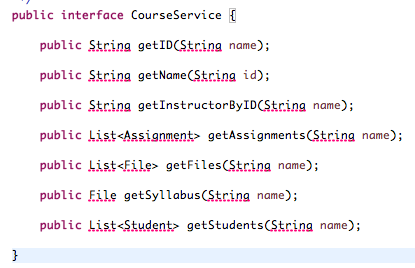 public interface CourseService {
public String getID(String name);
public String getName(String id);
public String getInstructorByID(String name);
public List<Assignment> getAssignments(String name);
public List<File> getFiles(String name);
public File getSyllabus(String name);
public List<Student> getStudents(String name);
}